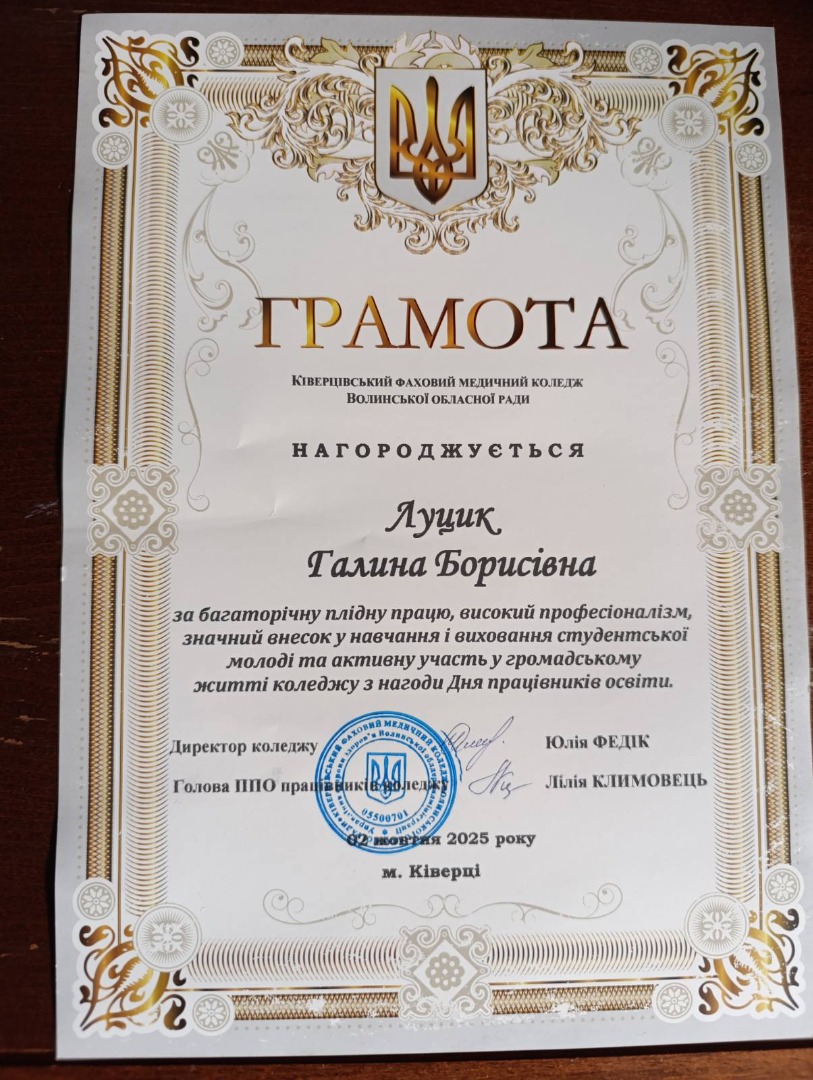 ГРАМОТА
Ківерцівський фаховий медичний коледж
Волинської обласної ради
НАГОРОДЖУЄТЬСЯ
Луцик
Галина Борисівна
за багаторічну плідну працю, високий професіоналізм,
значний внесок у навчання і виховання студентської
молоді та активну участь у громадському
житті коледжу з нагоди Дня працівників освіти.
Директор коледжу Юлія ФЕДІК
Голова ППО працівників коледжу Лілія КЛИМОВЕЦЬ
05500701
02 жовтня 2025 року
м. Ківерці